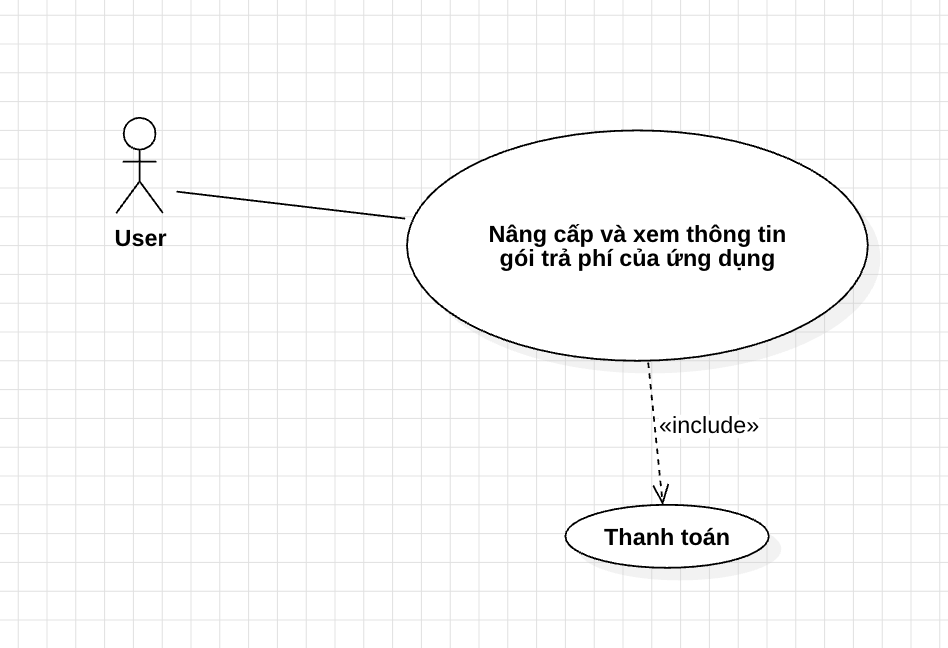 User
Nâng cấp và xem thông tin
gói trả phí của ứng dụng
«include»
Thanh toán